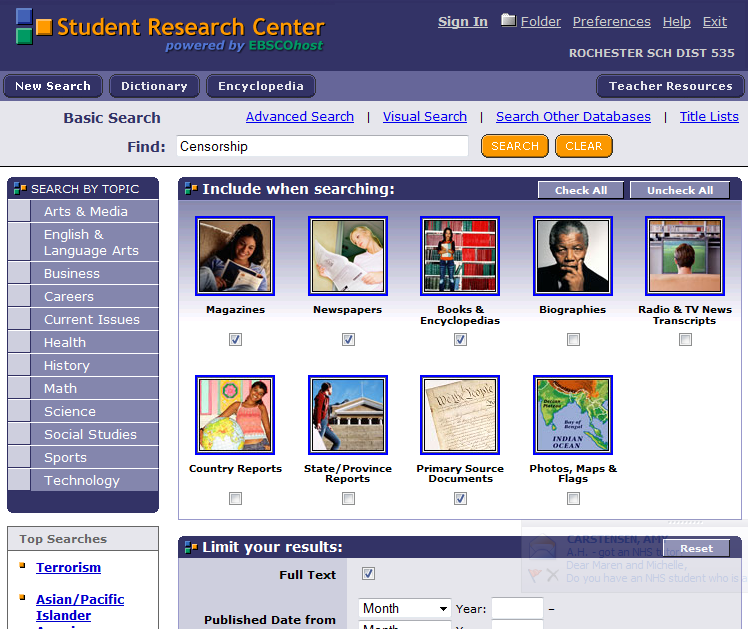 Student Research Center
powered by EBSCOhost
Sign In Folder Preferences Help Exit
ROCHESTER SCH DIST 535
New Search Dictionary Encyclopedia Teacher Resources
Basic Search Advanced Search | Visual Search | Search Other Databases | Title Lists
Find: Censorship SEARCH CLEAR
SEARCH BY TOPIC
Arts & Media
English &
Language Arts
Business
Careers
Current Issues
Health
History
Math
Science
Social Studies
Sports
Technology
Top Searches
Terrorism
Asian/Pacific
Islander
Include when searching: Check All Uncheck All
Magazines
Newspapers
Books &
Encyclopedias
Biographies
Radio & TV News
Transcripts
Country Reports
State/Province
Reports
We the People
Primary Source
Documents
Bay of
Bengal
INDIAN
OCEAN
Photos, Maps &
Flags
Limit your results: Reset
CARSTENSEN, AMY
A.H. - got an NHS tutor
Dear Maren and Michelle,
Do you have an NHS student who is a
Full Text
Published Date from
Month Year: –
Month